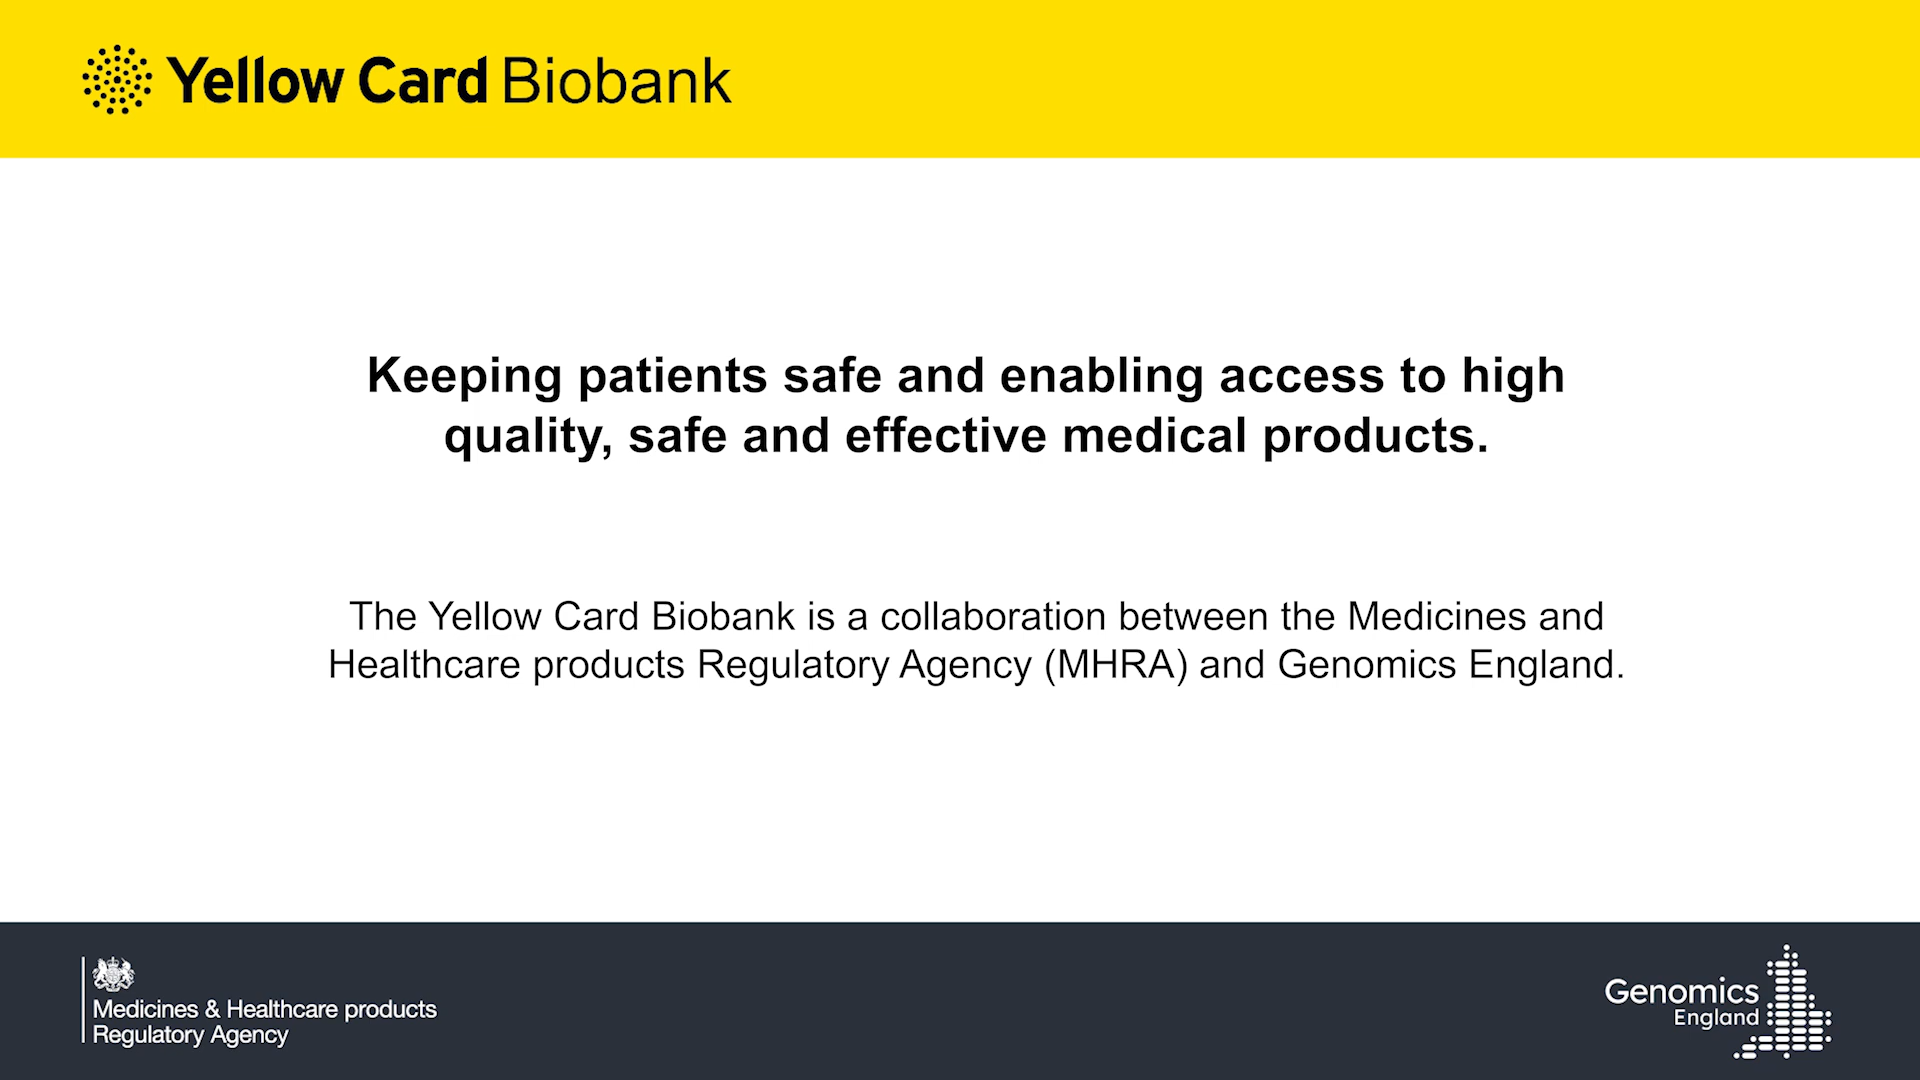 Yellow Card Biobank
Keeping patients safe and enabling access to high
quality, safe and effective medical products.
The Yellow Card Biobank is a collaboration between the Medicines and
Healthcare products Regulatory Agency (MHRA) and Genomics England.
Medicines & Healthcare products
Regulatory Agency
Genomics
England